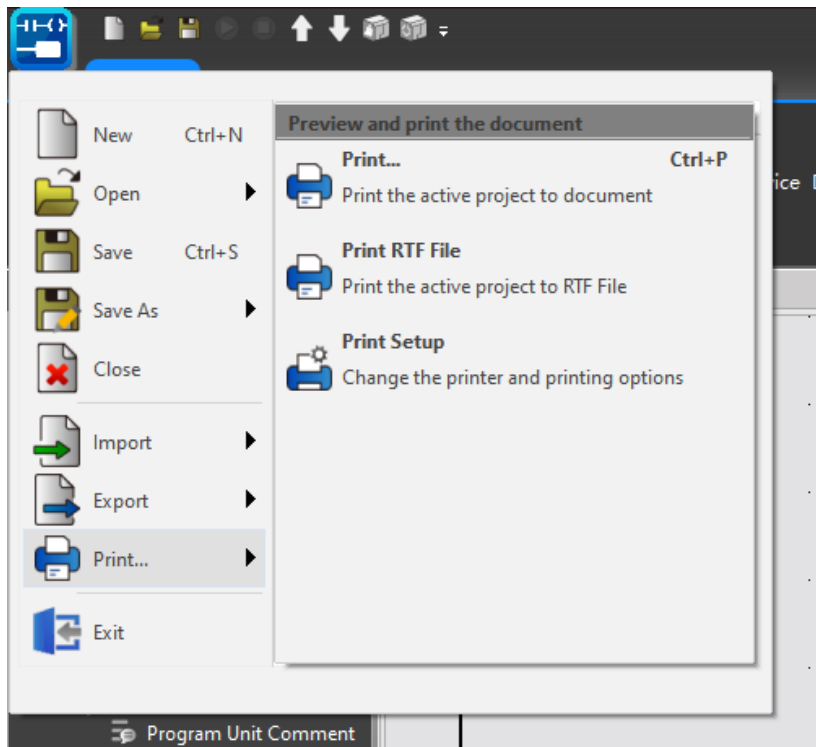 New Ctrl+N
Open
Save Ctrl+S
Save As
Close
Import
Export
Print...
Exit
Preview and print the document
Print... Ctrl+P
Print the active project to document
Print RTF File
Print the active project to RTF File
Print Setup
Change the printer and printing options
Program Unit Comment